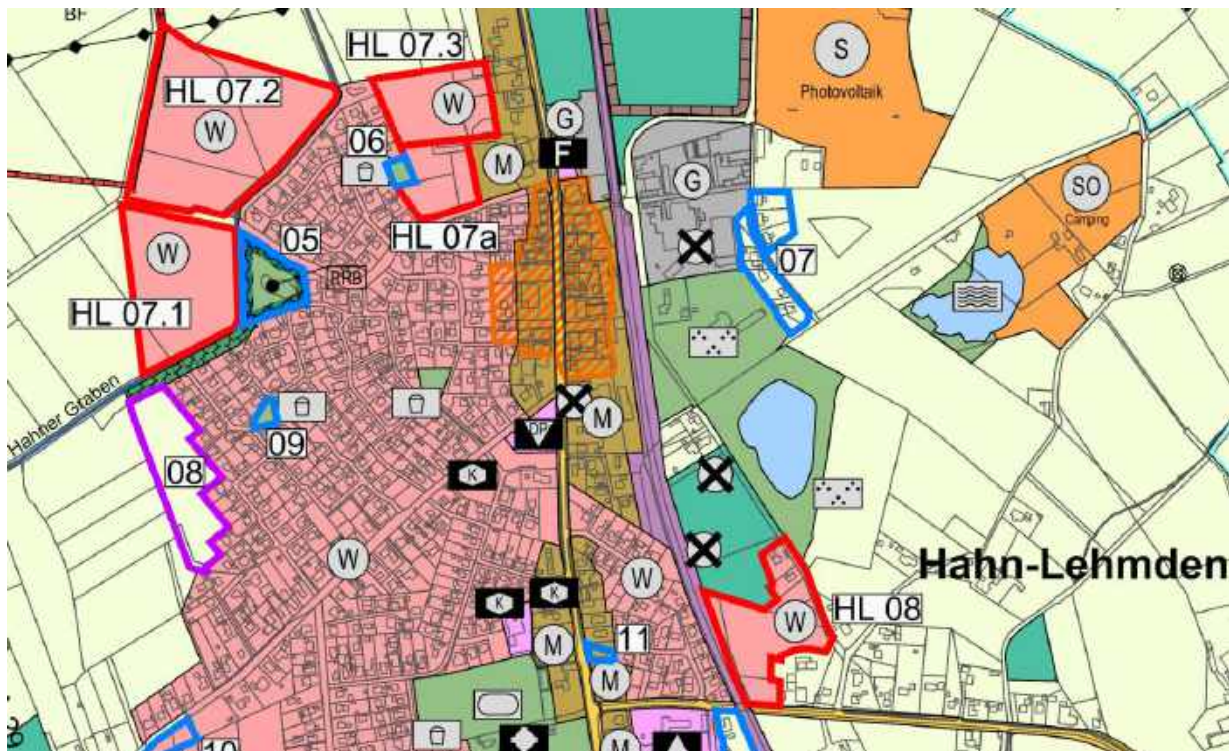 BF
HL 07.3
HL 07.2
W
W
06
G
F
M
S
Photovoltaik
SO
Camping
G
HL 07a
05
RRB
W
HL 07.1
07
Hahner Graben
08
09
M
DP
K
W
K
K
W
M
11
M
Hahn-Lehmden
W
HL 08
10
M